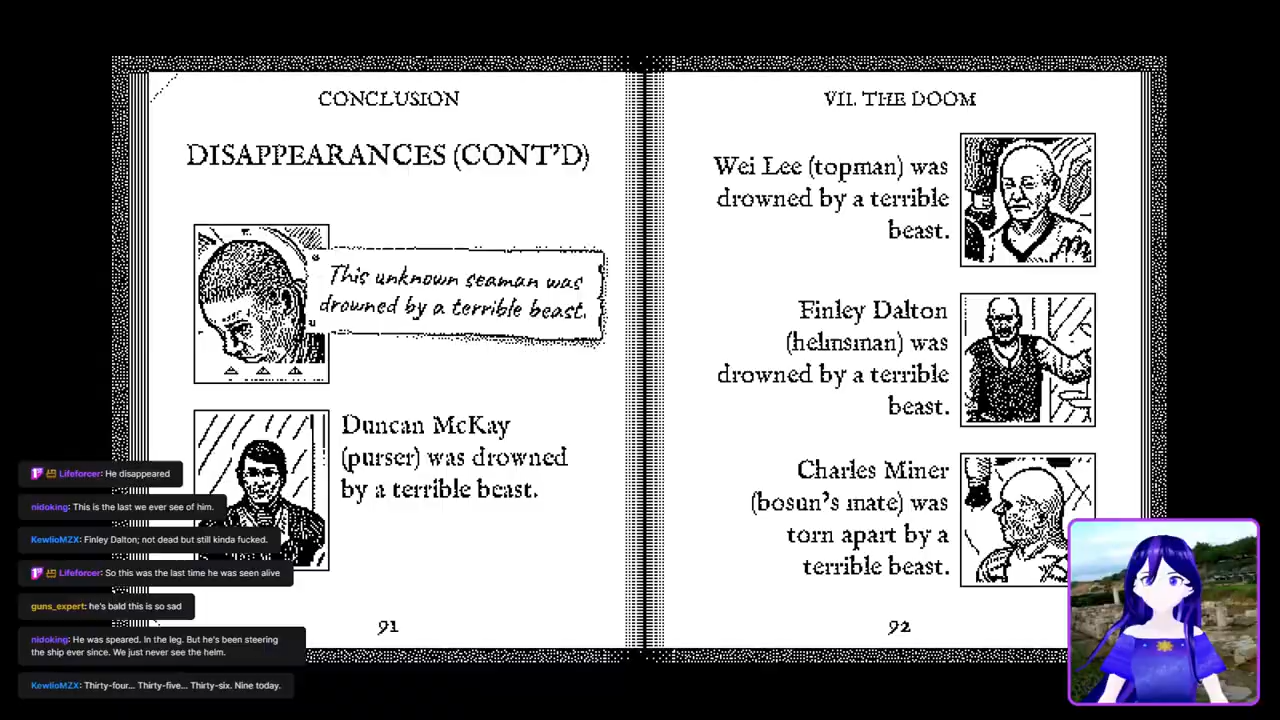 CONCLUSION
DISAPPEARANCES (CONT'D)
This unknown seaman was
drowned by a terrible beast.
Duncan McKay
(purser) was drowned
by a terrible beast.
91
VII. THE DOOM
Wei Lee (topman) was
drowned by a terrible
beast.
Finley Dalton
(helmsman) was
drowned by a terrible
beast.
Charles Miner
(bosun's mate) was
torn apart by a
terrible beast.
92
Lifeforcer: He disappeared
nidoking: This is the last we ever see of him.
KewlioMZX: Finley Dalton; not dead but still kinda fucked.
Lifeforcer: So this was the last time he was seen alive
guns_expert: he's bald this is so sad
nidoking: He was speared. In the leg. But he's been steering
the ship ever since. We just never see the helm.
KewlioMZX: Thirty-four... Thirty-five... Thirty-six. Nine today.